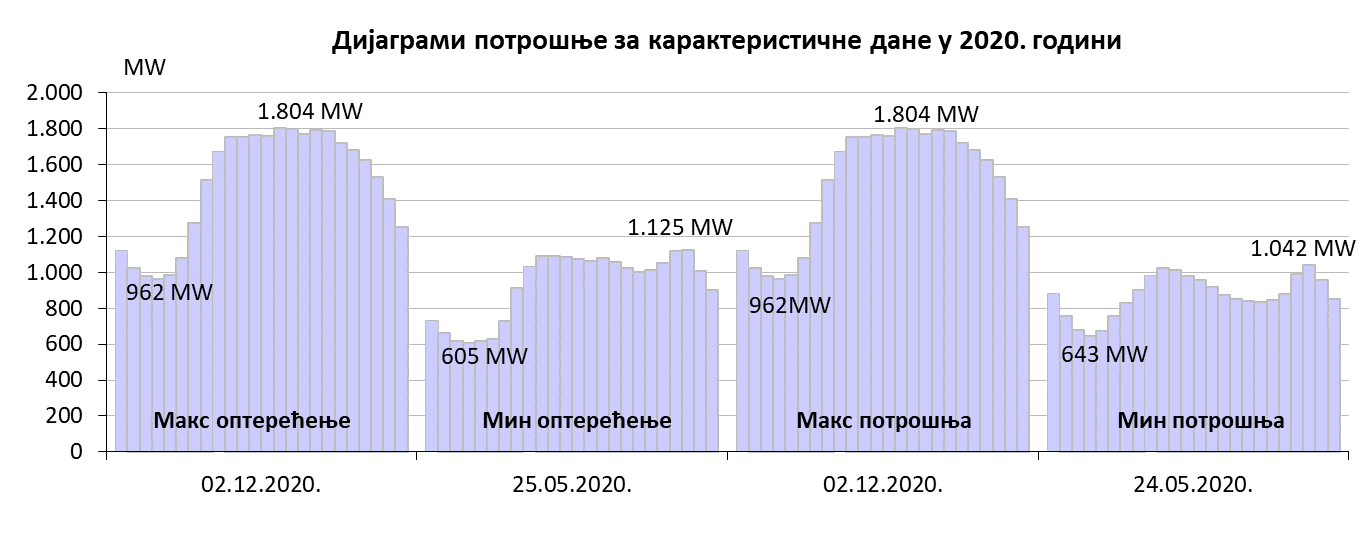 Дијаграми потрошње за карактеристичне дане у 2020. години
MW
2.000
1.800
1.600
1.400
1.200
1.000
800
600
400
200
0
1.804 MW
962 MW
Макс оптерећење
02.12.2020.
1.125 MW
605 MW
Мин оптерећење
25.05.2020.
1.804 MW
962MW
Макс потрошња
02.12.2020.
1.042 MW
643 MW
Мин потрошња
24.05.2020.